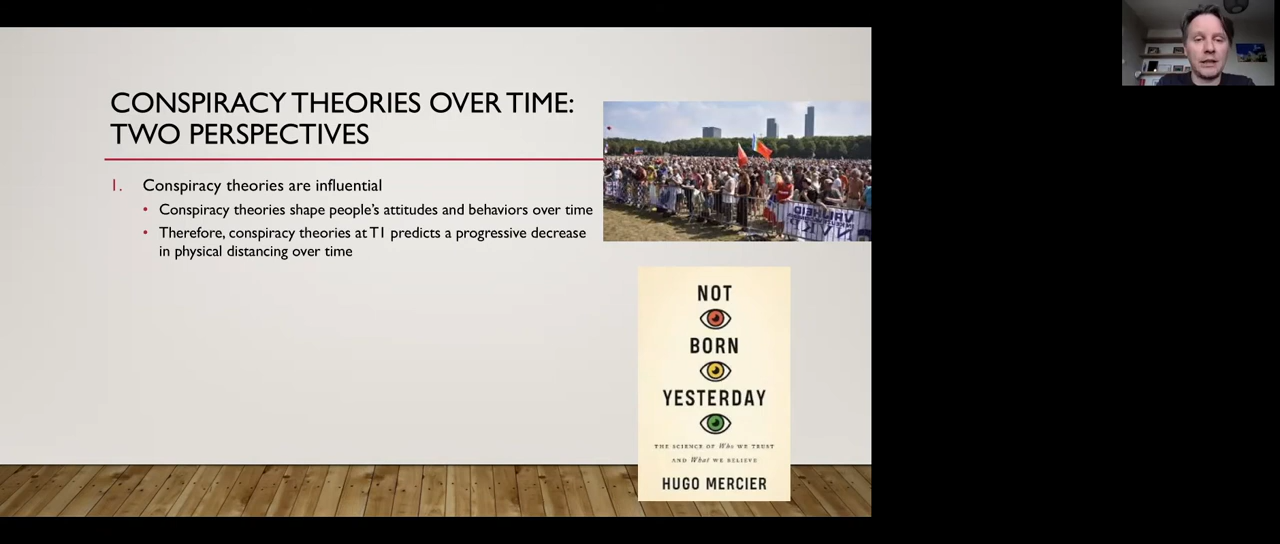 CONSPIRACY THEORIES OVER TIME:
TWO PERSPECTIVES
1. Conspiracy theories are influential
• Conspiracy theories shape people's attitudes and behaviors over time
• Therefore, conspiracy theories at T1 predicts a progressive decrease
in physical distancing over time
VRIJHEID
NOT
BORN
YESTERDAY
THE SCIENCE OF Who WE TRUST
AND What WE BELIEVE
HUGO MERCIER